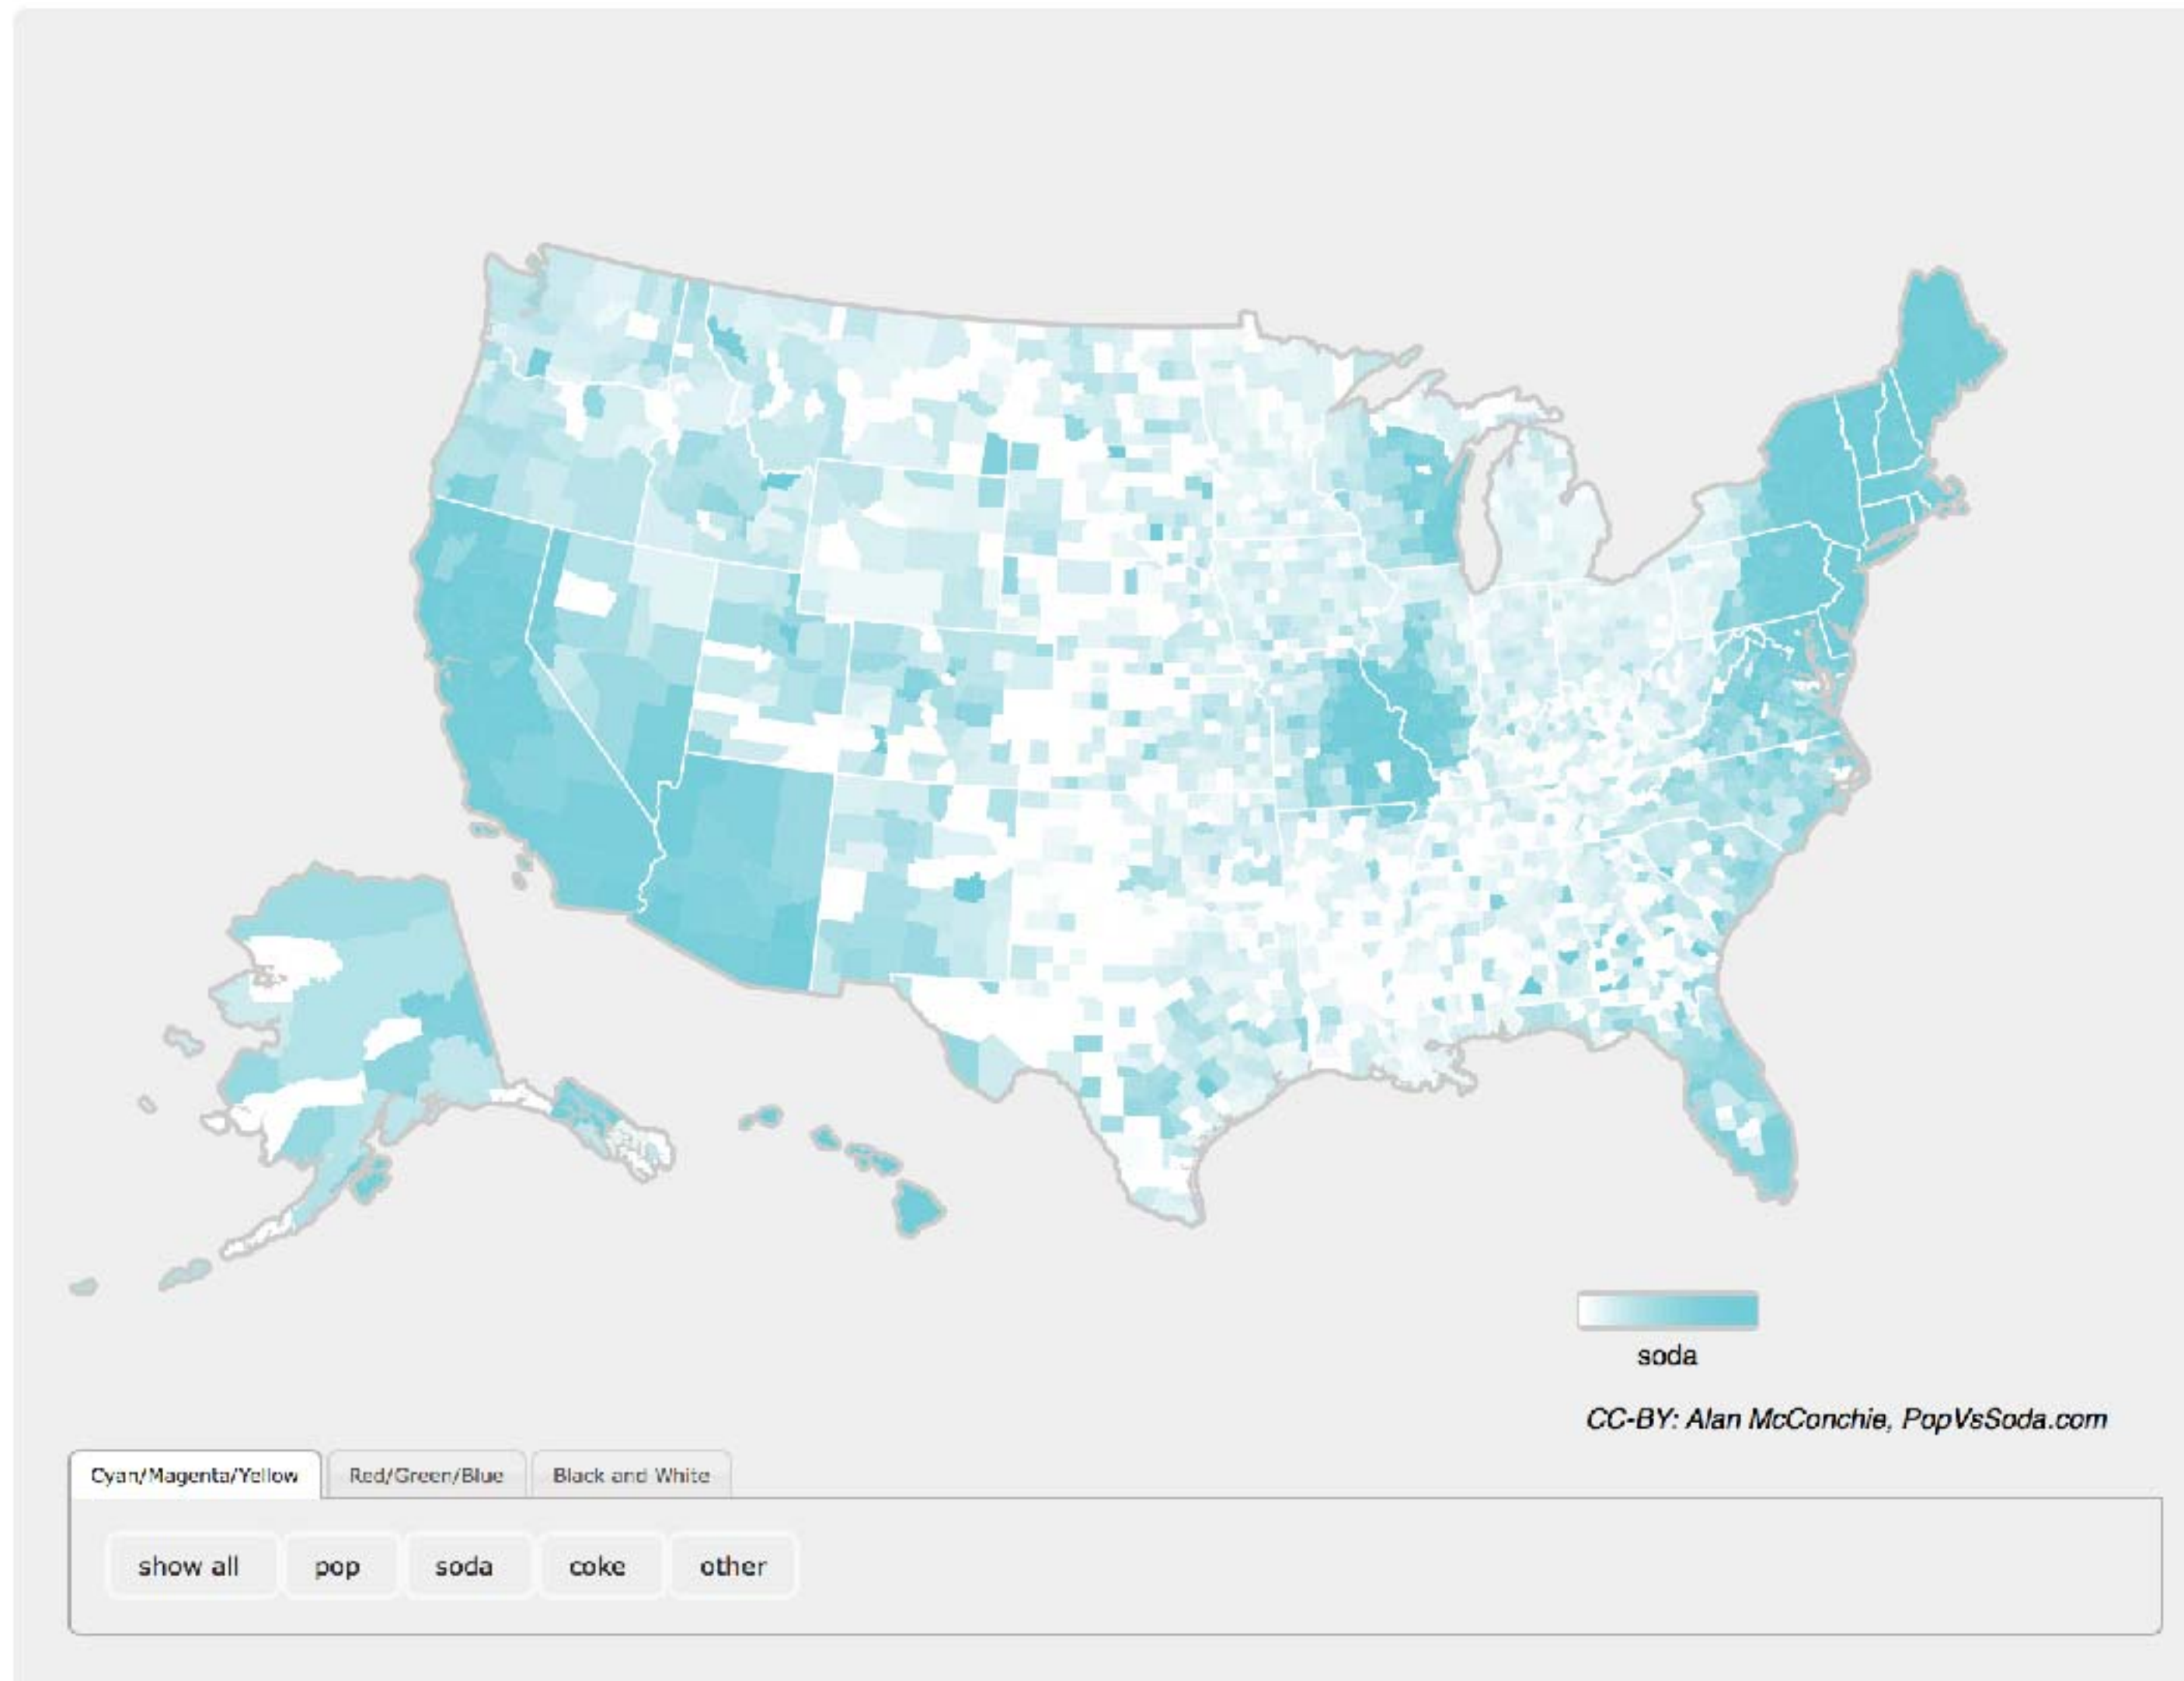 soda
CC-BY: Alan McConchie, PopVsSoda.com
Cyan/Magenta/Yellow Red/Green/Blue Black and White
show all pop soda coke other